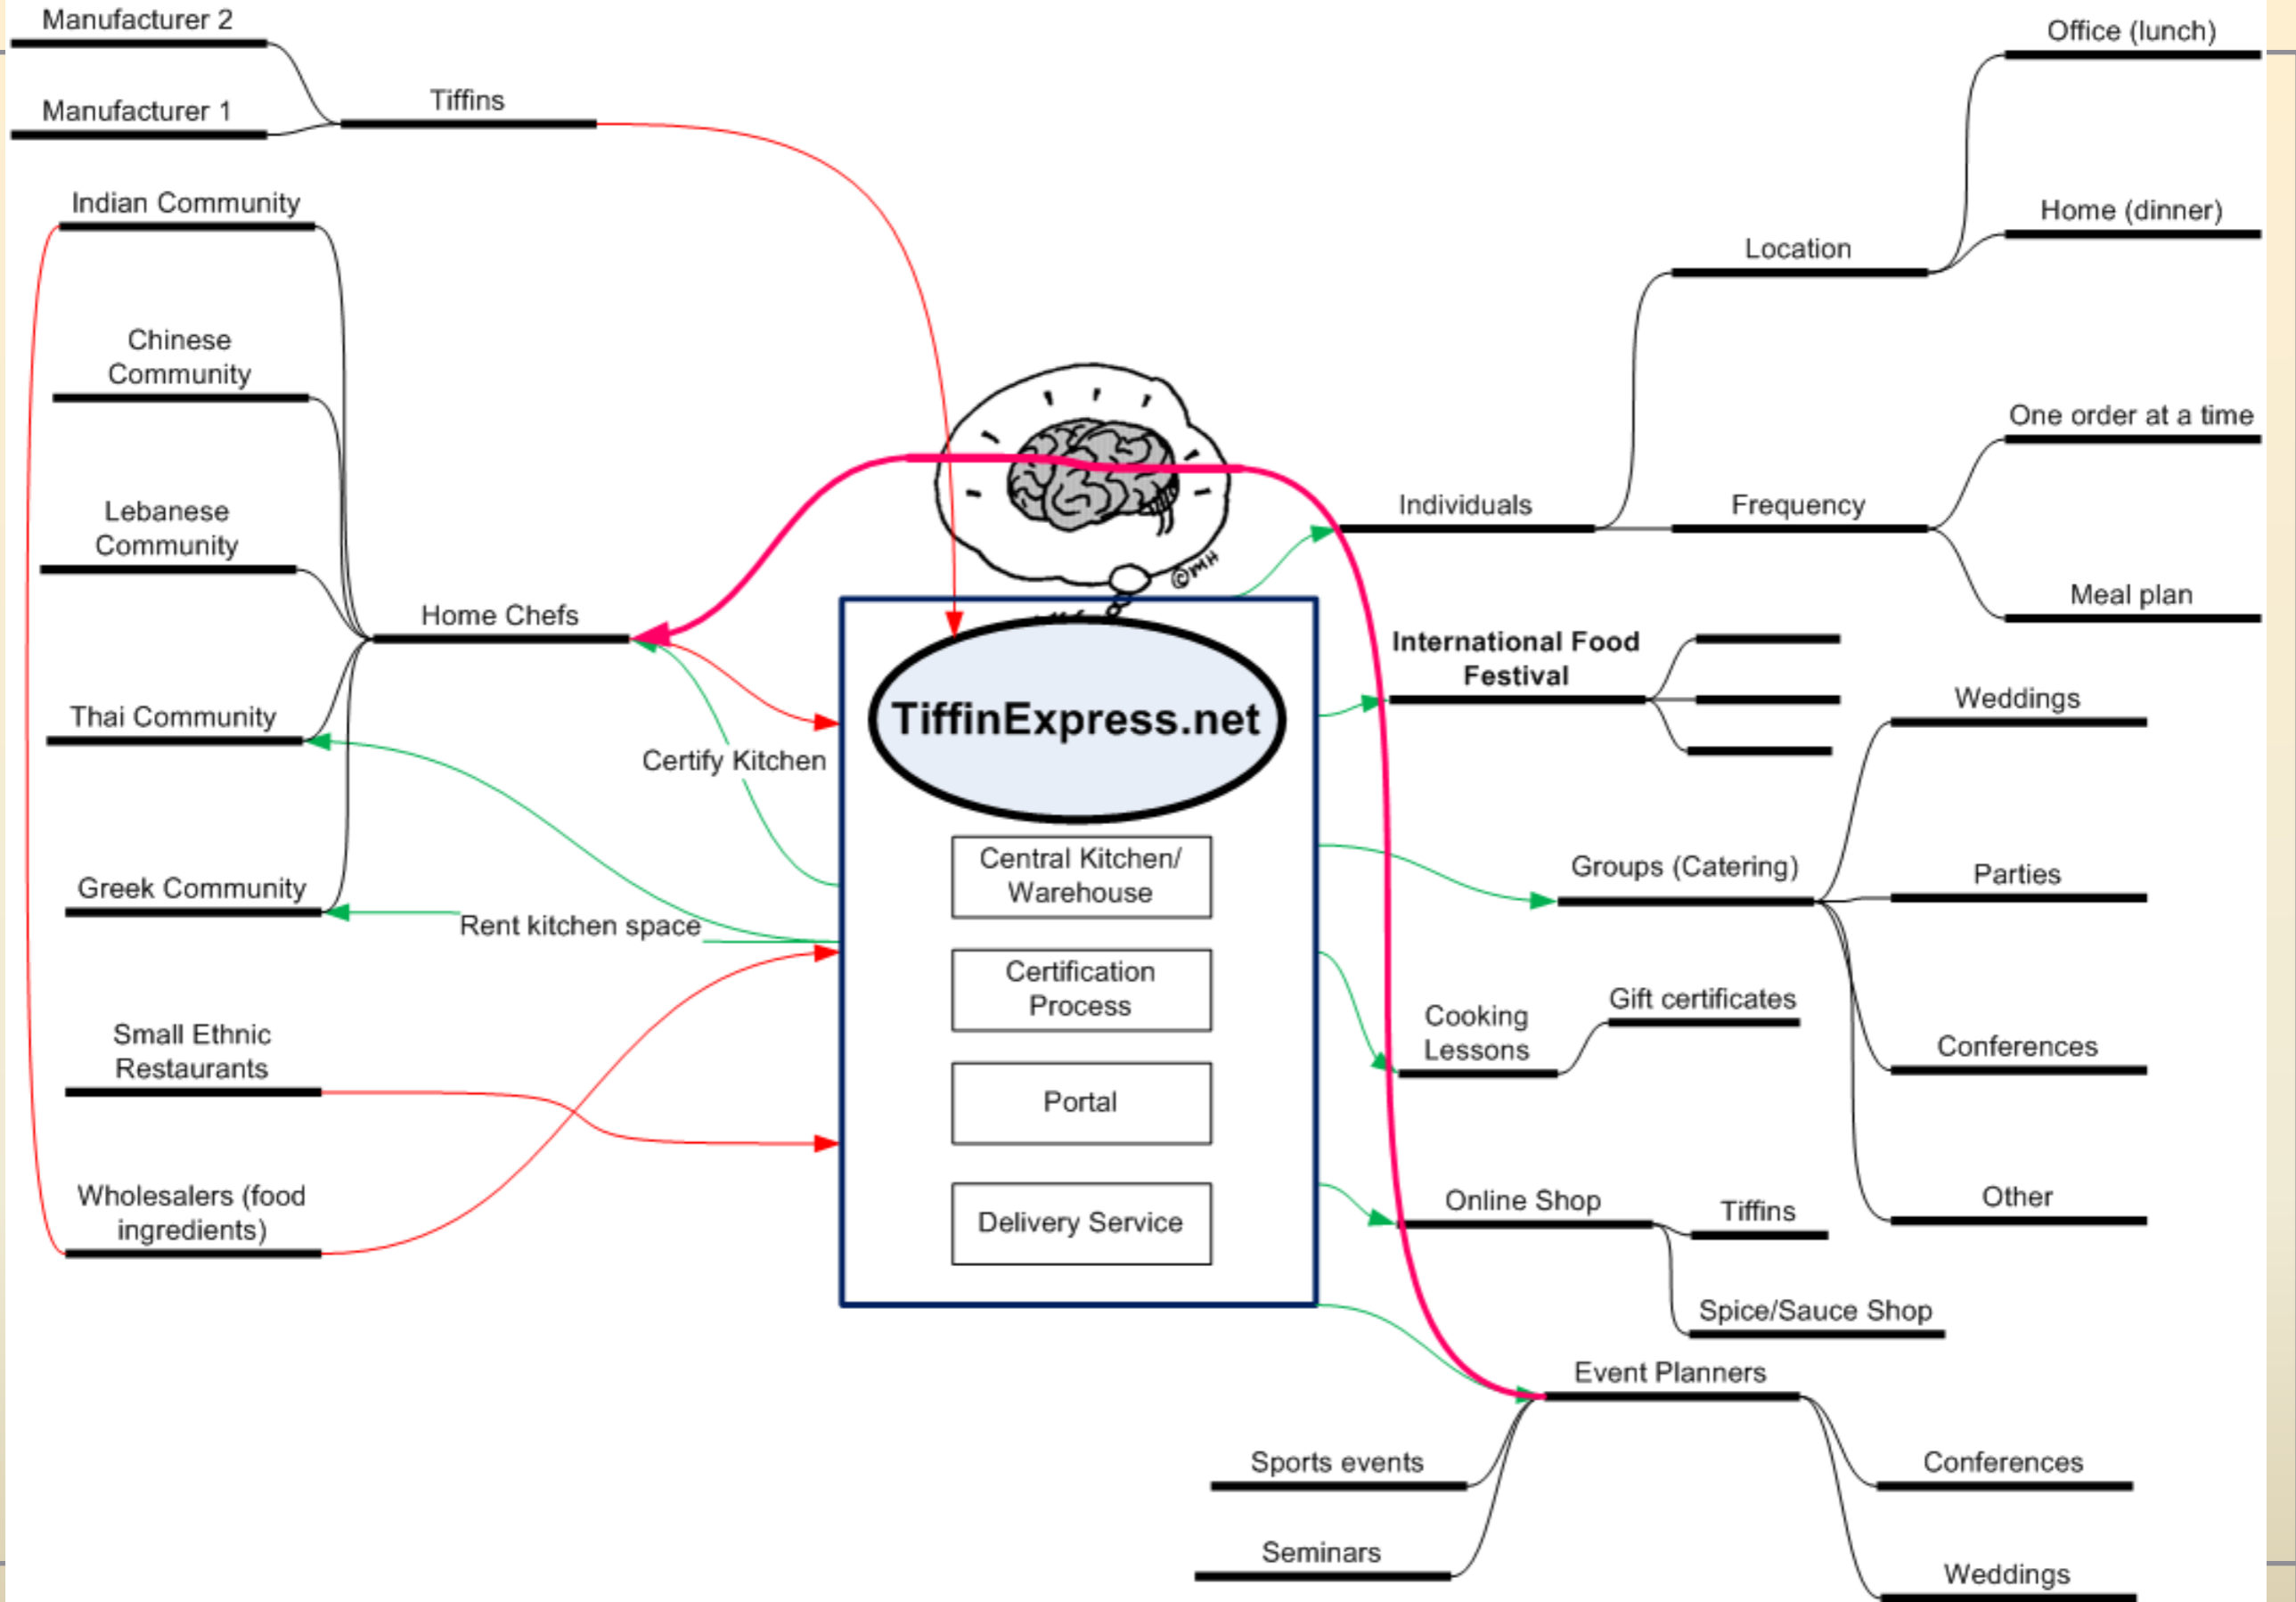 Manufacturer 2
Manufacturer 1
Tiffins
Indian Community
Chinese
Community
Lebanese
Community
Home Chefs
Thai Community
Certify Kitchen
Greek Community
Rent kitchen space
Small Ethnic
Restaurants
Wholesalers (food
ingredients)
©MH
TiffinExpress.net
Central Kitchen/
Warehouse
Certification
Process
Portal
Delivery Service
Office (lunch)
Home (dinner)
Location
One order at a time
Individuals
Frequency
Meal plan
International Food
Festival
Weddings
Groups (Catering)
Parties
Conferences
Other
Cooking
Lessons
Gift certificates
Online Shop
Tiffins
Spice/Sauce Shop
Event Planners
Sports events
Seminars
Conferences
Weddings